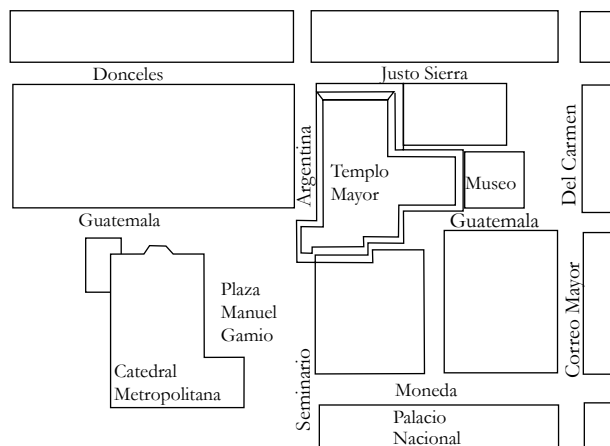 Donceles
Justo Sierra
Argentina
Templo
Mayor
Museo
Del Carmen
Guatemala
Guatemala
Plaza
Manuel
Gamio
Catedral
Metropolitana
Seminario
Correo Mayor
Moneda
Palacio
Nacional